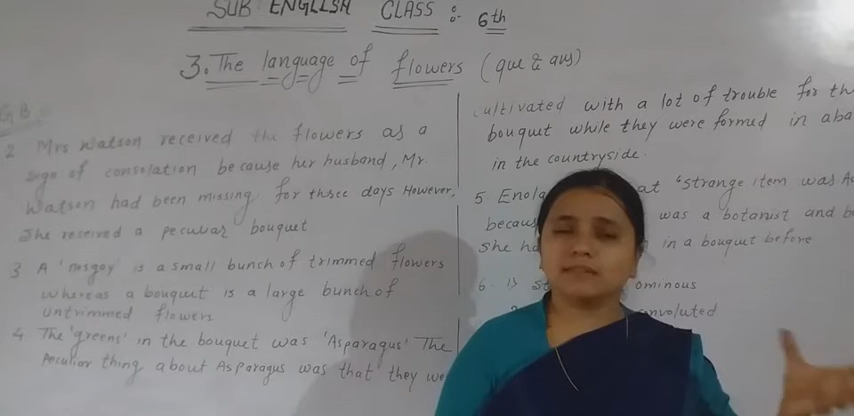 SUB ENGLISH CLASS :- 6th
3. The language of flowers (que & ans)
2 Mrs Watson received the flowers as a
sign of consolation because her husband, Mr.
Watson had been missing for three days However,
She received a peculiar bouquet
3 A 'nosgay' is a small bunch of trimmed flowers
whereas a bouquet is a large bunch of
untrimmed flowers
4 The 'greens' in the bouquet was 'Asparagus' The
Peculior thing about Asparagus was that they we
cultivated with a lot of trouble for th
bouquet while they were formed in aba
in the countryside.
5 Enola at "strange item was
becaus was a botanist and
She ha in a bouquet before
6. 1) ominous